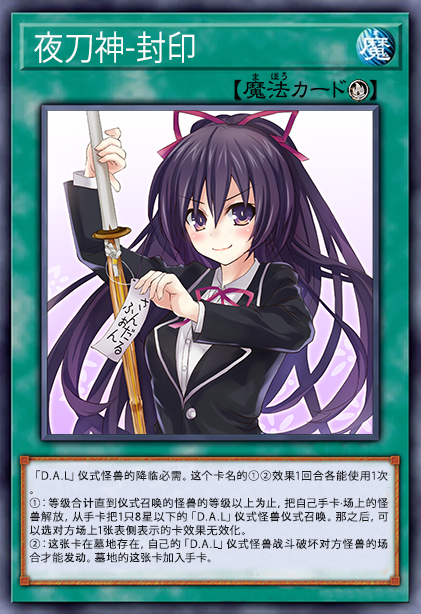 夜刀神-封印
魔
まほう
【魔法カード】
さんだる
ふおん
「D.A.L」仪式怪兽的降临必需。这个卡名的①②效果1回合各能使用1次
。
①：等级合计直到仪式召唤的怪兽的等级以上为止，把自己手卡·场上的怪
兽解放，从手卡把1只8星以下的「D.A.L」仪式怪兽仪式召唤。那之后，可
以选对方场上1张表侧表示的卡效果无效化。
②：这张卡在墓地存在，自己的「D.A.L」仪式怪兽战斗破坏对方怪兽的场
合才能发动。墓地的这张卡加入手卡。